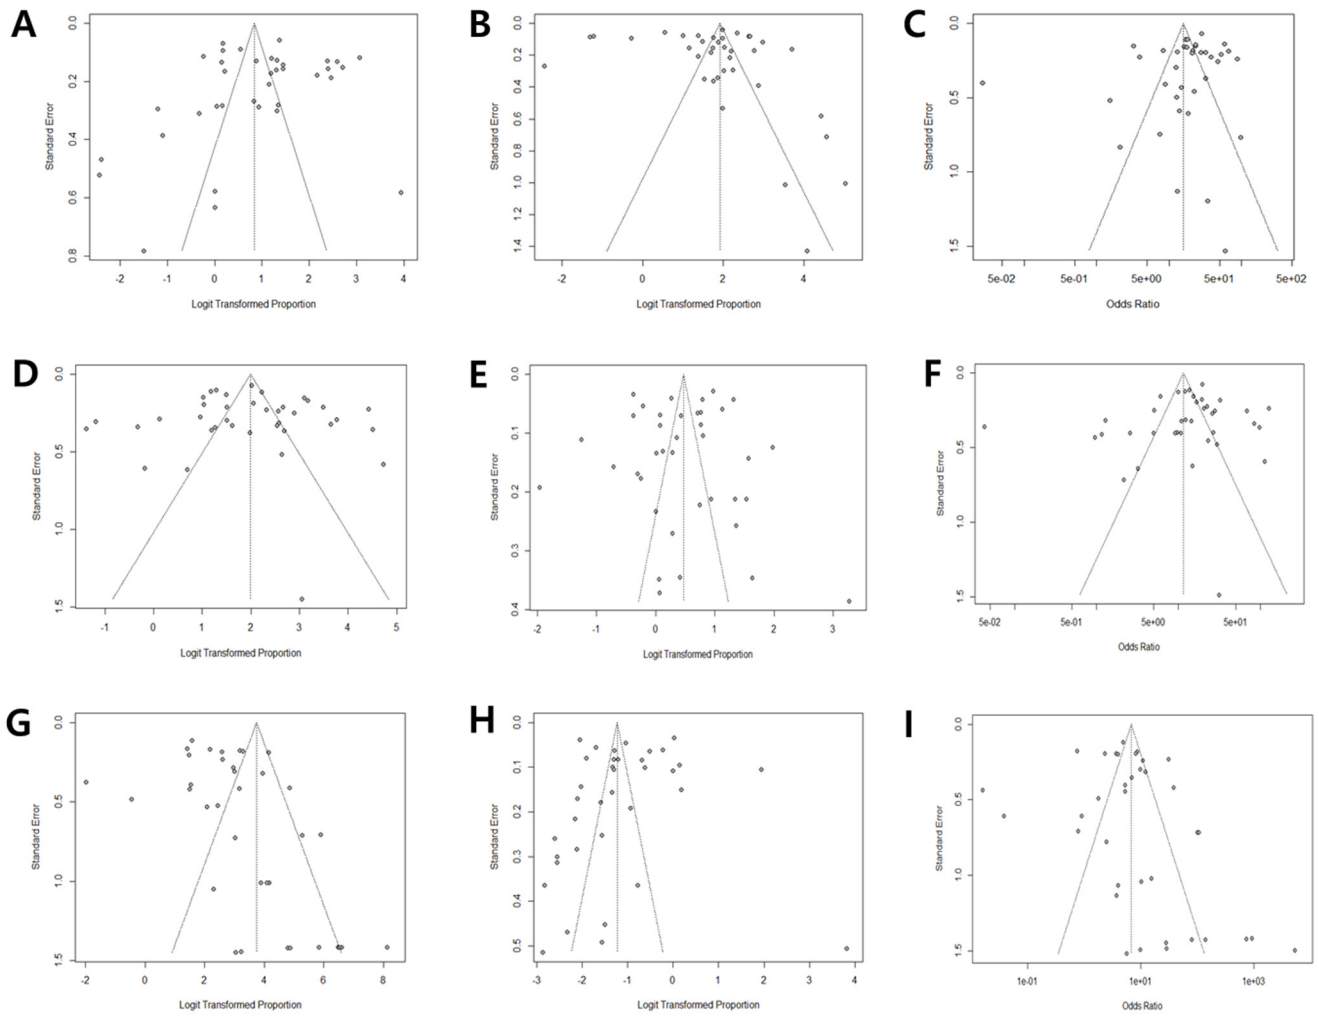 A
Standard Error
0.0
0.2
0.4
0.6
0.8
-2 -1 0 1 2 3 4
Logit Transformed Proportion
B
Standard Error
0.0
0.2
0.4
0.6
0.8
1.0
1.2
1.4
-2 0 2 4
Logit Transformed Proportion
C
Standard Error
0.0
0.5
1.0
1.5
5e-02 5e-01 5e+00 5e+01 5e+02
Odds Ratio
D
Standard Error
0.0
0.5
1.0
1.5
-1 0 1 2 3 4 5
Logit Transformed Proportion
E
Standard Error
0.0
0.1
0.2
0.3
0.4
-2 -1 0 1 2 3
Logit Transformed Proportion
F
Standard Error
0.0
0.5
1.0
1.5
5e-02 5e-01 5e+00 5e+01
Odds Ratio
G
Standard Error
0.0
0.5
1.0
1.5
-2 0 2 4 6 8
Logit Transformed Proportion
H
Standard Error
0.0
0.1
0.2
0.3
0.4
0.5
-3 -2 -1 0 1 2 3 4
Logit Transformed Proportion
I
Standard Error
0.0
0.5
1.0
1.5
1e-01 1e+01 1e+03
Odds Ratio